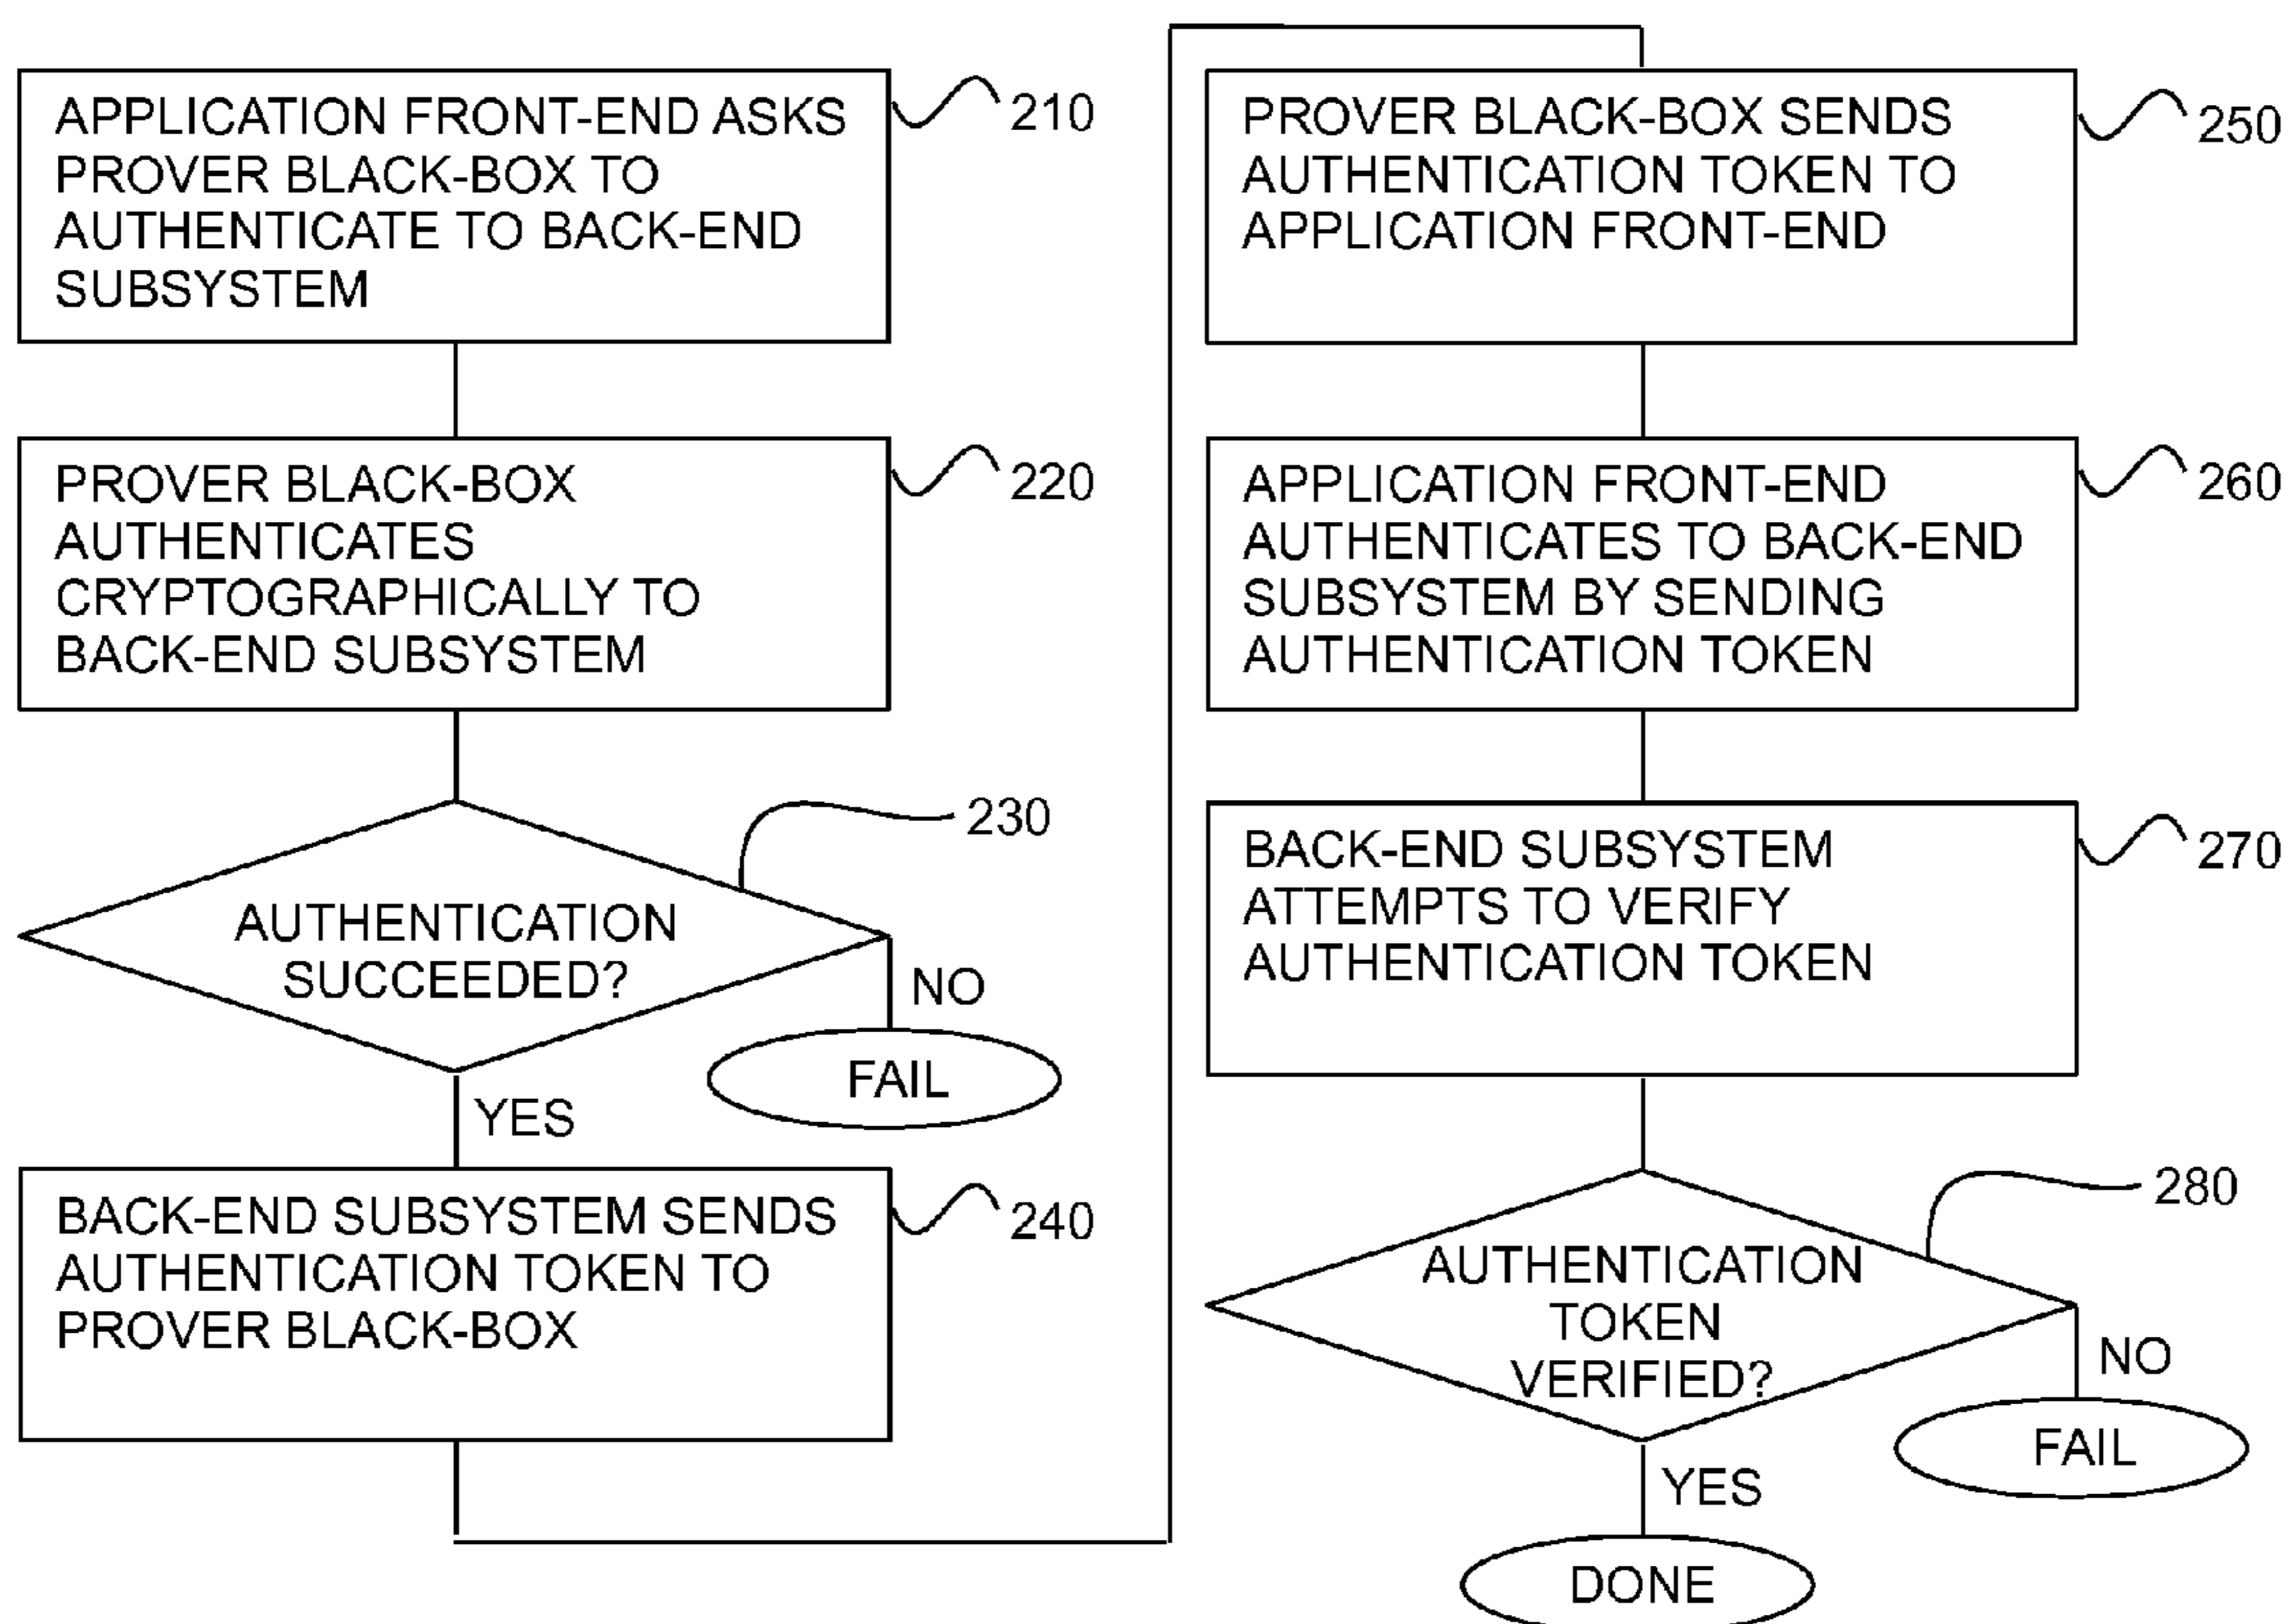 APPLICATION FRONT-END ASKS
PROVER BLACK-BOX TO
AUTHENTICATE TO BACK-END
SUBSYSTEM
210
PROVER BLACK-BOX
AUTHENTICATES
CRYPTOGRAPHICALLY TO
BACK-END SUBSYSTEM
220
230
AUTHENTICATION
SUCCEEDED?
NO
FAIL
YES
BACK-END SUBSYSTEM SENDS
AUTHENTICATION TOKEN TO
PROVER BLACK-BOX
240
PROVER BLACK-BOX SENDS
AUTHENTICATION TOKEN TO
APPLICATION FRONT-END
250
APPLICATION FRONT-END
AUTHENTICATES TO BACK-END
SUBSYSTEM BY SENDING
AUTHENTICATION TOKEN
260
BACK-END SUBSYSTEM
ATTEMPTS TO VERIFY
AUTHENTICATION TOKEN
270
280
AUTHENTICATION
TOKEN
VERIFIED?
NO
FAIL
YES
DONE